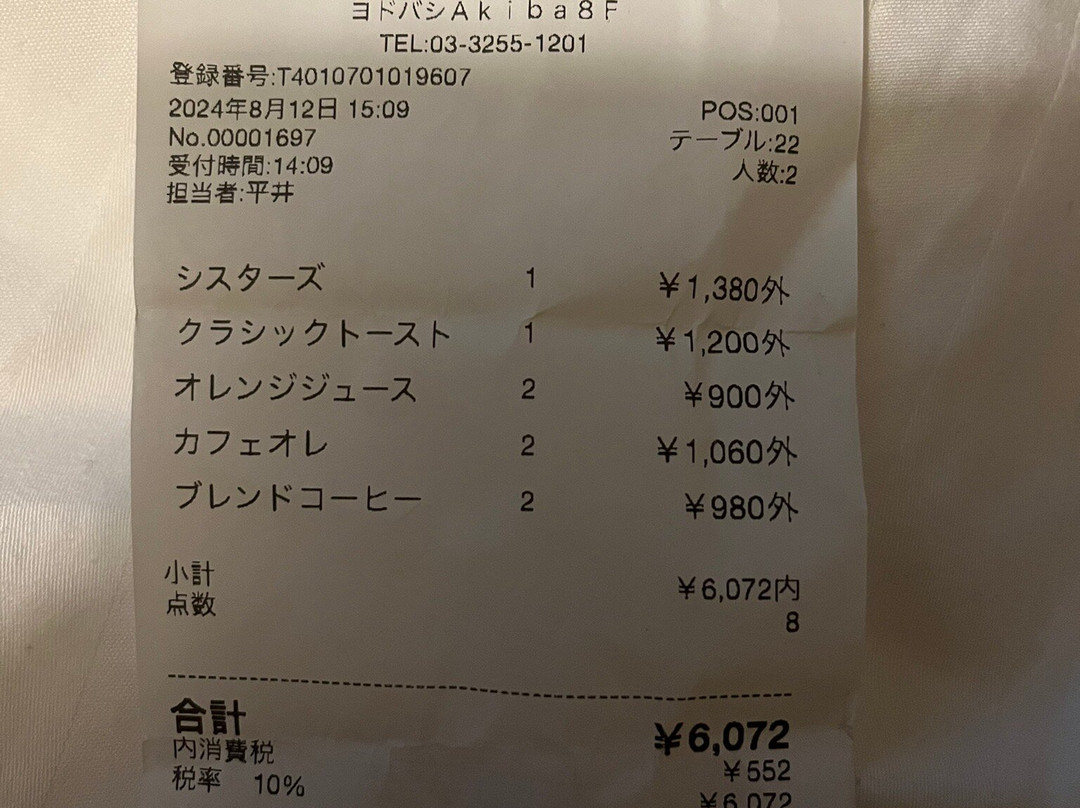 ヨドバシAkiba8F
TEL:03-3255-1201
登録番号:T4010701019607
2024年8月12日 15:09 POS:001
No.00001697 テーブル:22
受付時間:14:09 人数:2
担当者:平井
シスターズ 1 ¥1,380外
クラシックトースト 1 ¥1,200外
オレンジジュース 2 ¥900外
カフェオレ 2 ¥1,060外
ブレンドコーヒー 2 ¥980外
小計 ¥6,072内
点数 8
合計 ¥6,072
内消費税 ¥552
税率 10% ¥6,072